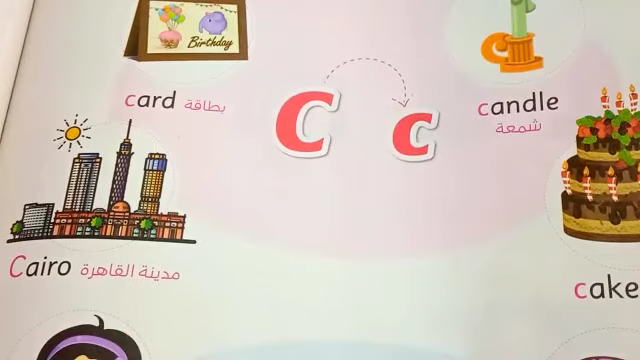 Birthday
card بطاقة
C c
candle
شمعة
Cairo مدينة القاهرة
cake